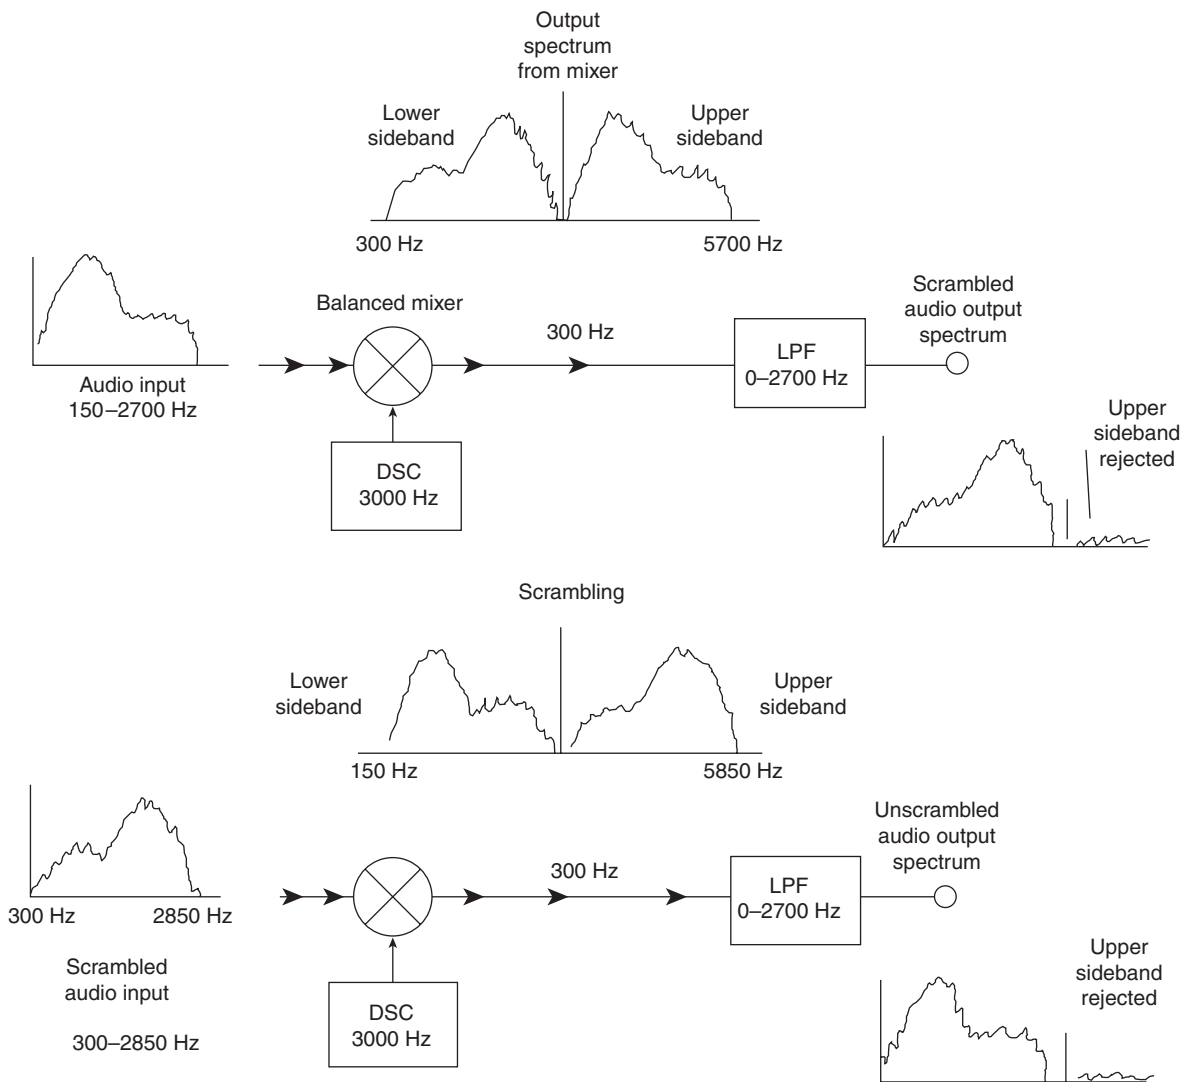 Output
spectrum
from mixer
Lower
sideband
Upper
sideband
300 Hz
5700 Hz
Audio input
150–2700 Hz
Balanced mixer
300 Hz
DSC
3000 Hz
LPF
0–2700 Hz
Scrambled
audio output
spectrum
Upper
sideband
rejected
Scrambling
Lower
sideband
Upper
sideband
150 Hz
5850 Hz
300 Hz
2850 Hz
Scrambled
audio input
300–2850 Hz
300 Hz
DSC
3000 Hz
LPF
0–2700 Hz
Unscrambled
audio output
spectrum
Upper
sideband
rejected